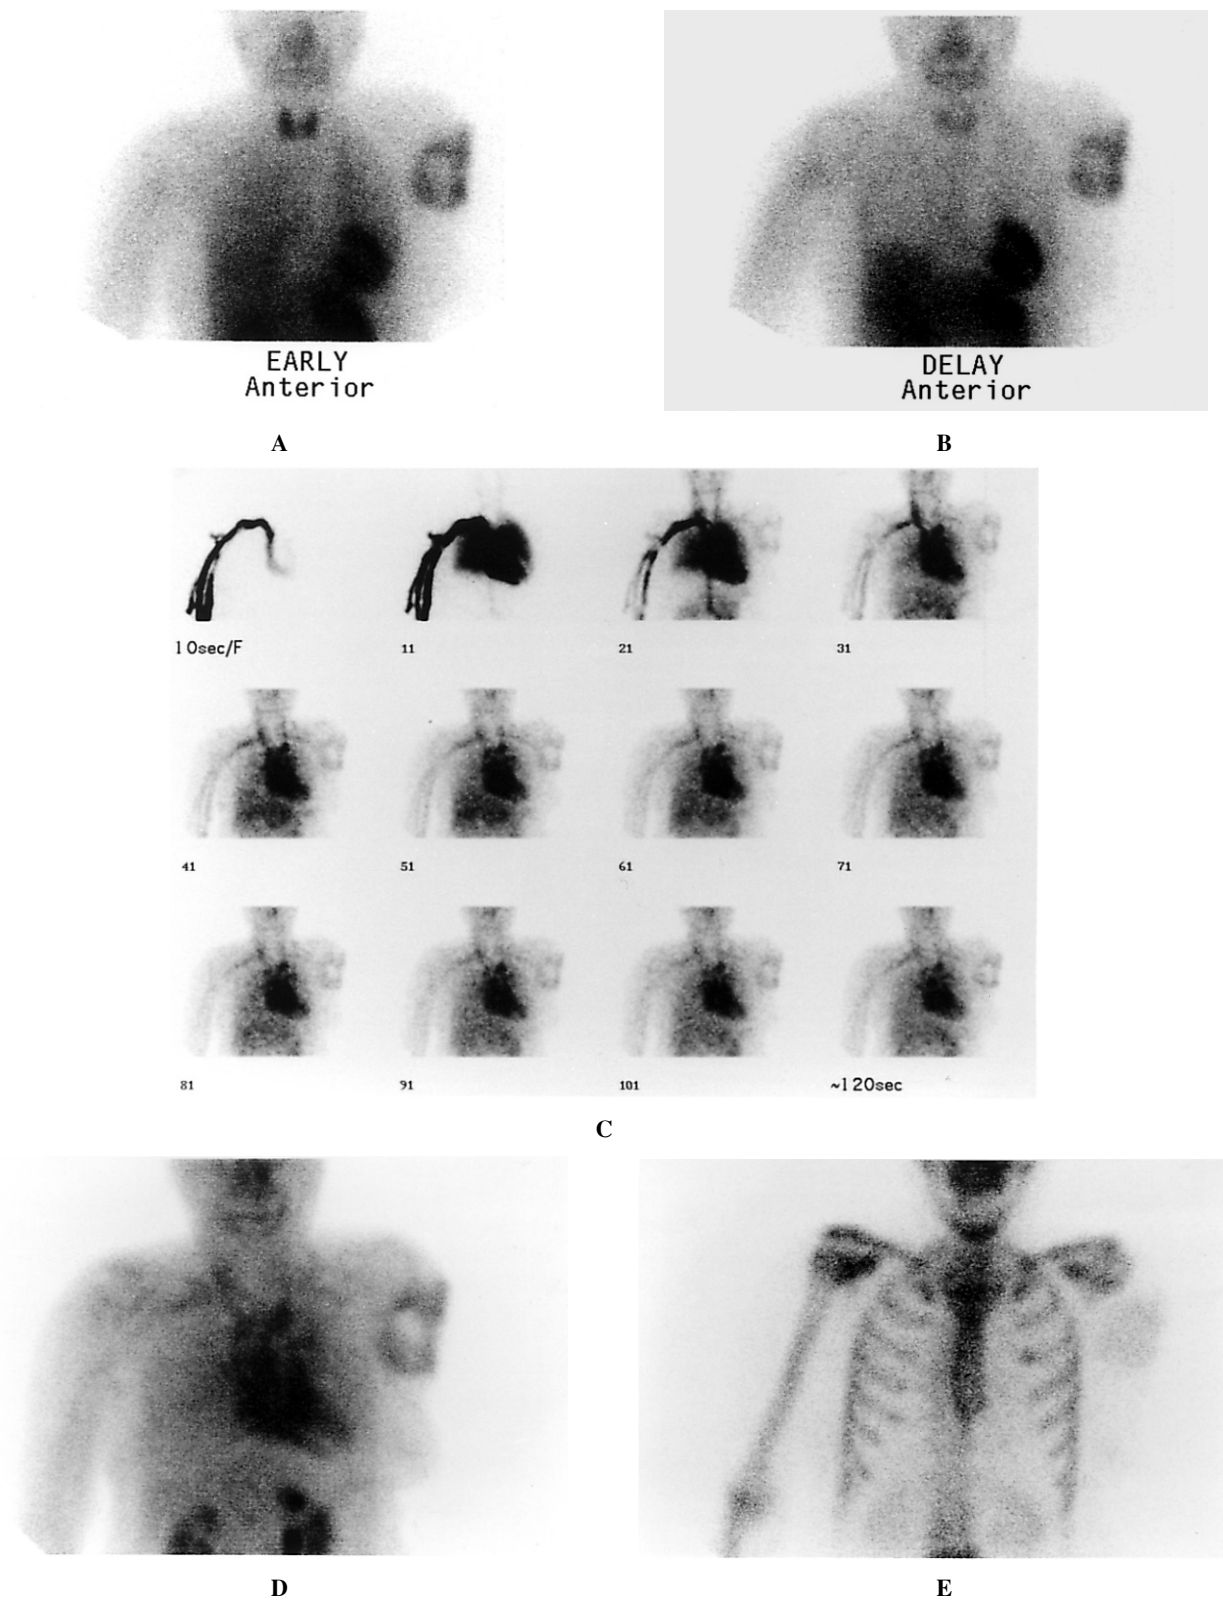 EARLY
Anterior
DELAY
Anterior
A
B
10sec/F
11
21
31
41
51
61
71
81
91
101
~120sec
C
D
E